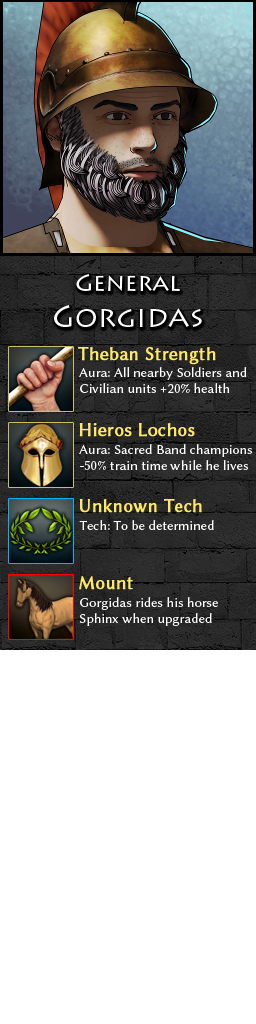 General
Gorgidas
Theban Strength
Aura: All nearby Soldiers and
Civilian units +20% health
Hieros Lochos
Aura: Sacred Band champions
-50% train time while he lives
Unknown Tech
Tech: To be determined
Mount
Gorgidas rides his horse
Sphinx when upgraded